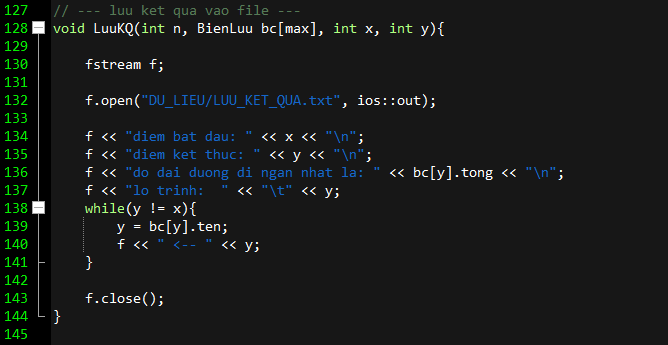 127 // --- luu ket qua vao file ---
128 void LuuKQ(int n, BienLuu bc[max], int x, int y){
129
130 fstream f;
131
132 f.open("DU_LIEU/LUU_KET_QUA.txt", ios::out);
133
134 f << "diem bat dau: " << x << "\n";
135 f << "diem ket thuc: " << y << "\n";
136 f << "do dai duong di ngan nhat la: " << bc[y].tong << "\n";
137 f << "lo trinh:  " << "\t" << y;
138 while(y != x){
139 y = bc[y].ten;
140 f << " <-- " << y;
141 }
142
143 f.close();
144 }
145